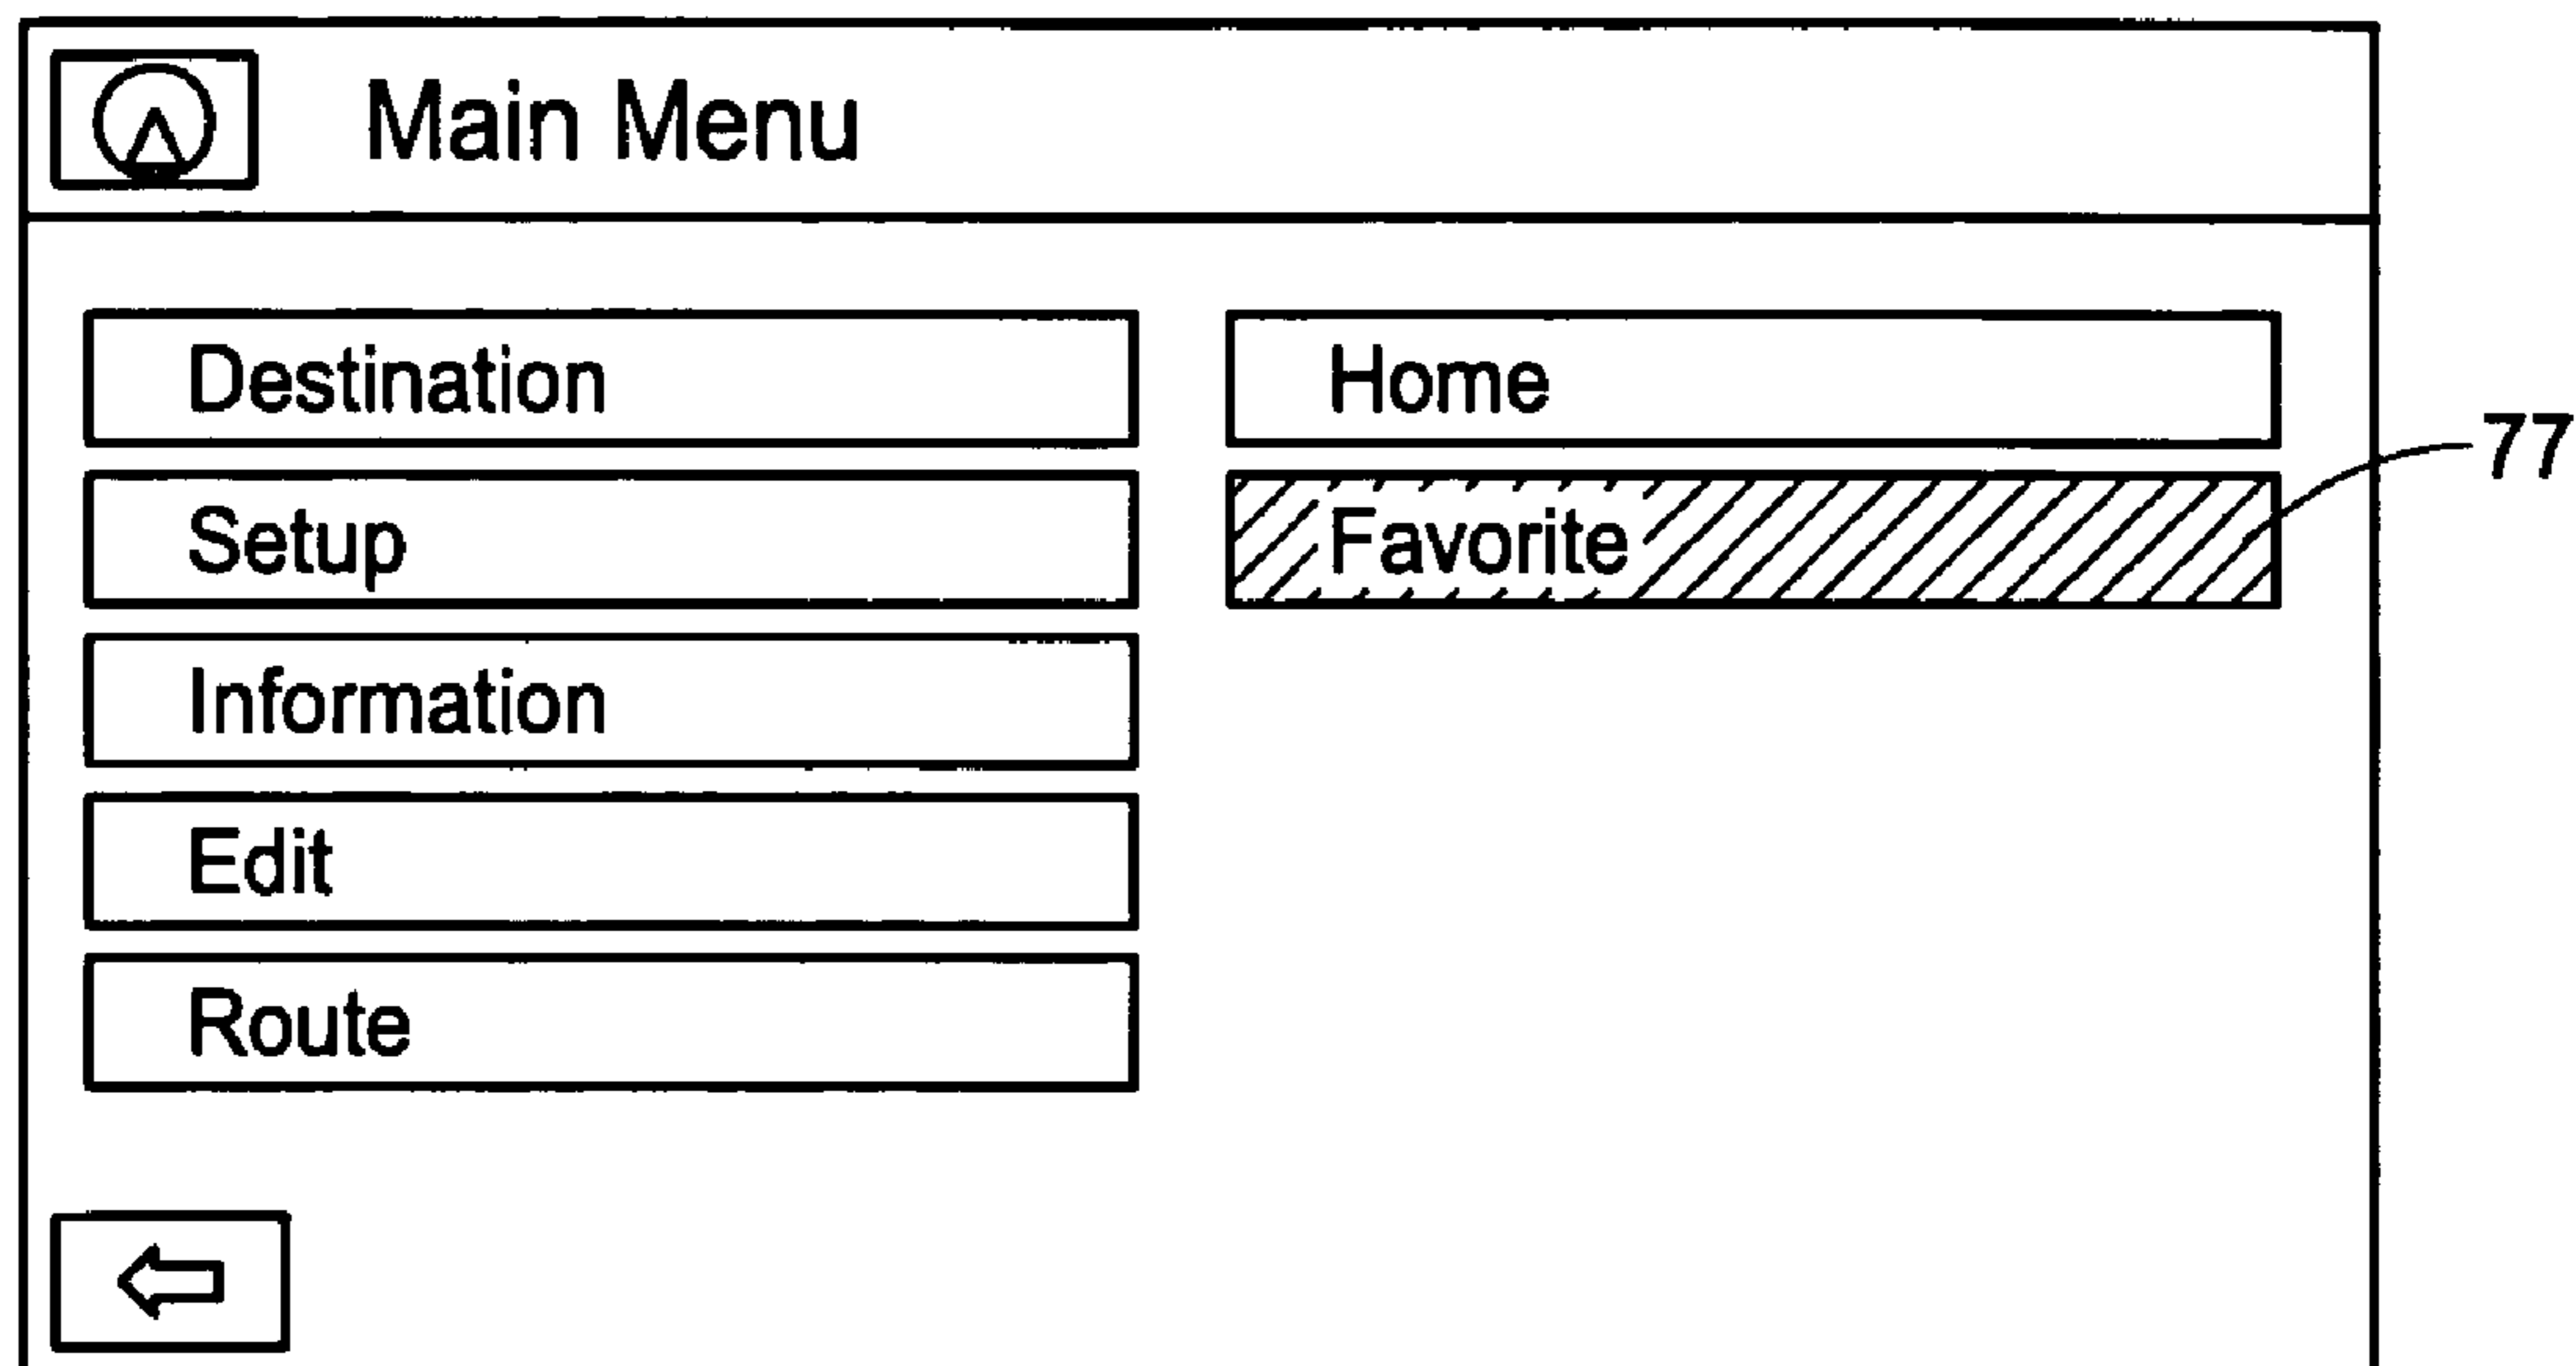 Main Menu
Destination
Setup
Information
Edit
Route
Home
Favorite
77